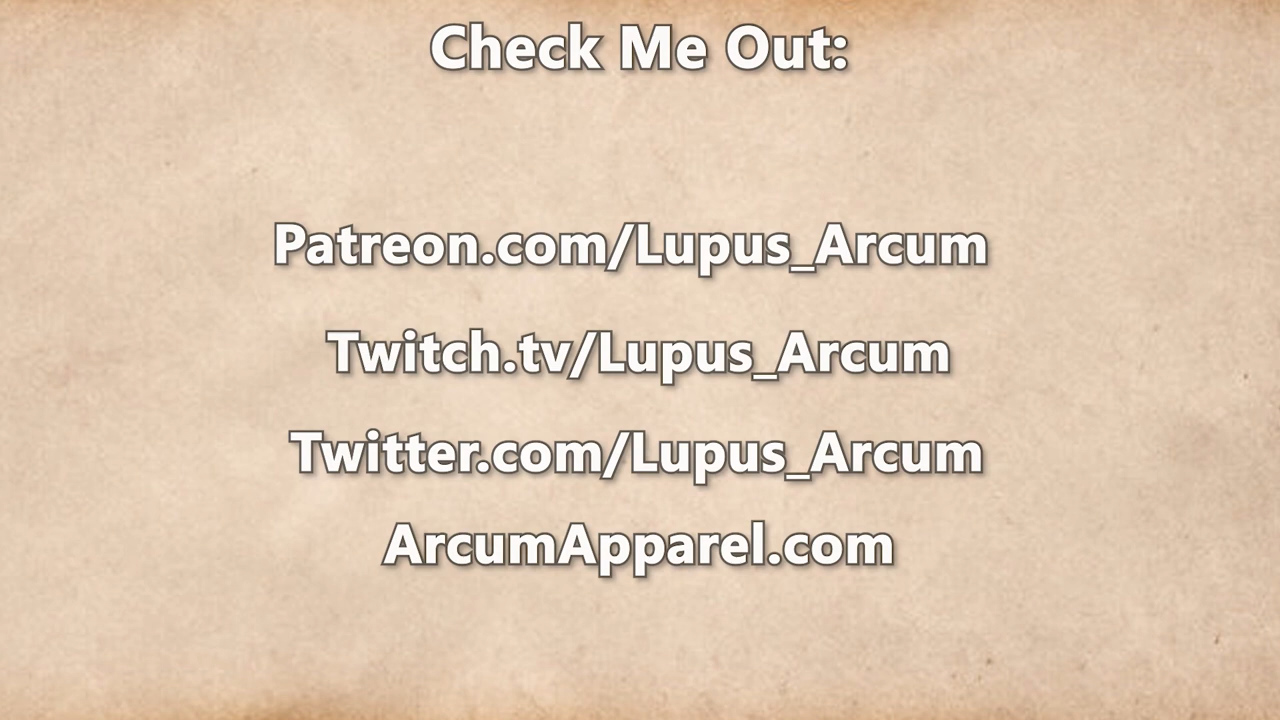 Check Me Out:
Patreon.com/Lupus_Arcum
Twitch.tv/Lupus_Arcum
Twitter.com/Lupus_Arcum
ArcumApparel.com